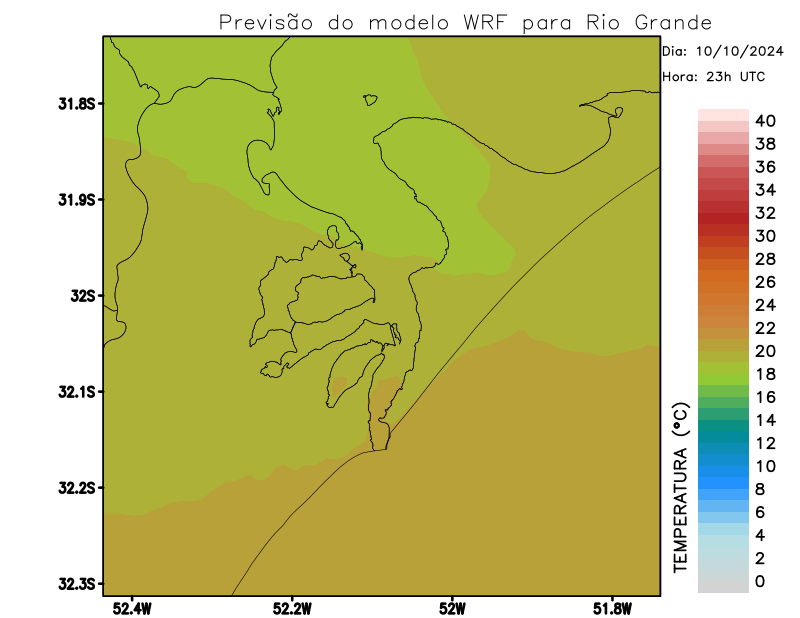 Previsão do modelo WRF para Rio Grande
Dia: 10/10/2024
Hora: 23h UTC
31.8S
31.9S
32S
32.1S
32.2S
32.3S
52.4W
52.2W
52W
51.8W
TEMPERATURA (°C)
40
38
36
34
32
30
28
26
24
22
20
18
16
14
12
10
8
6
4
2
0